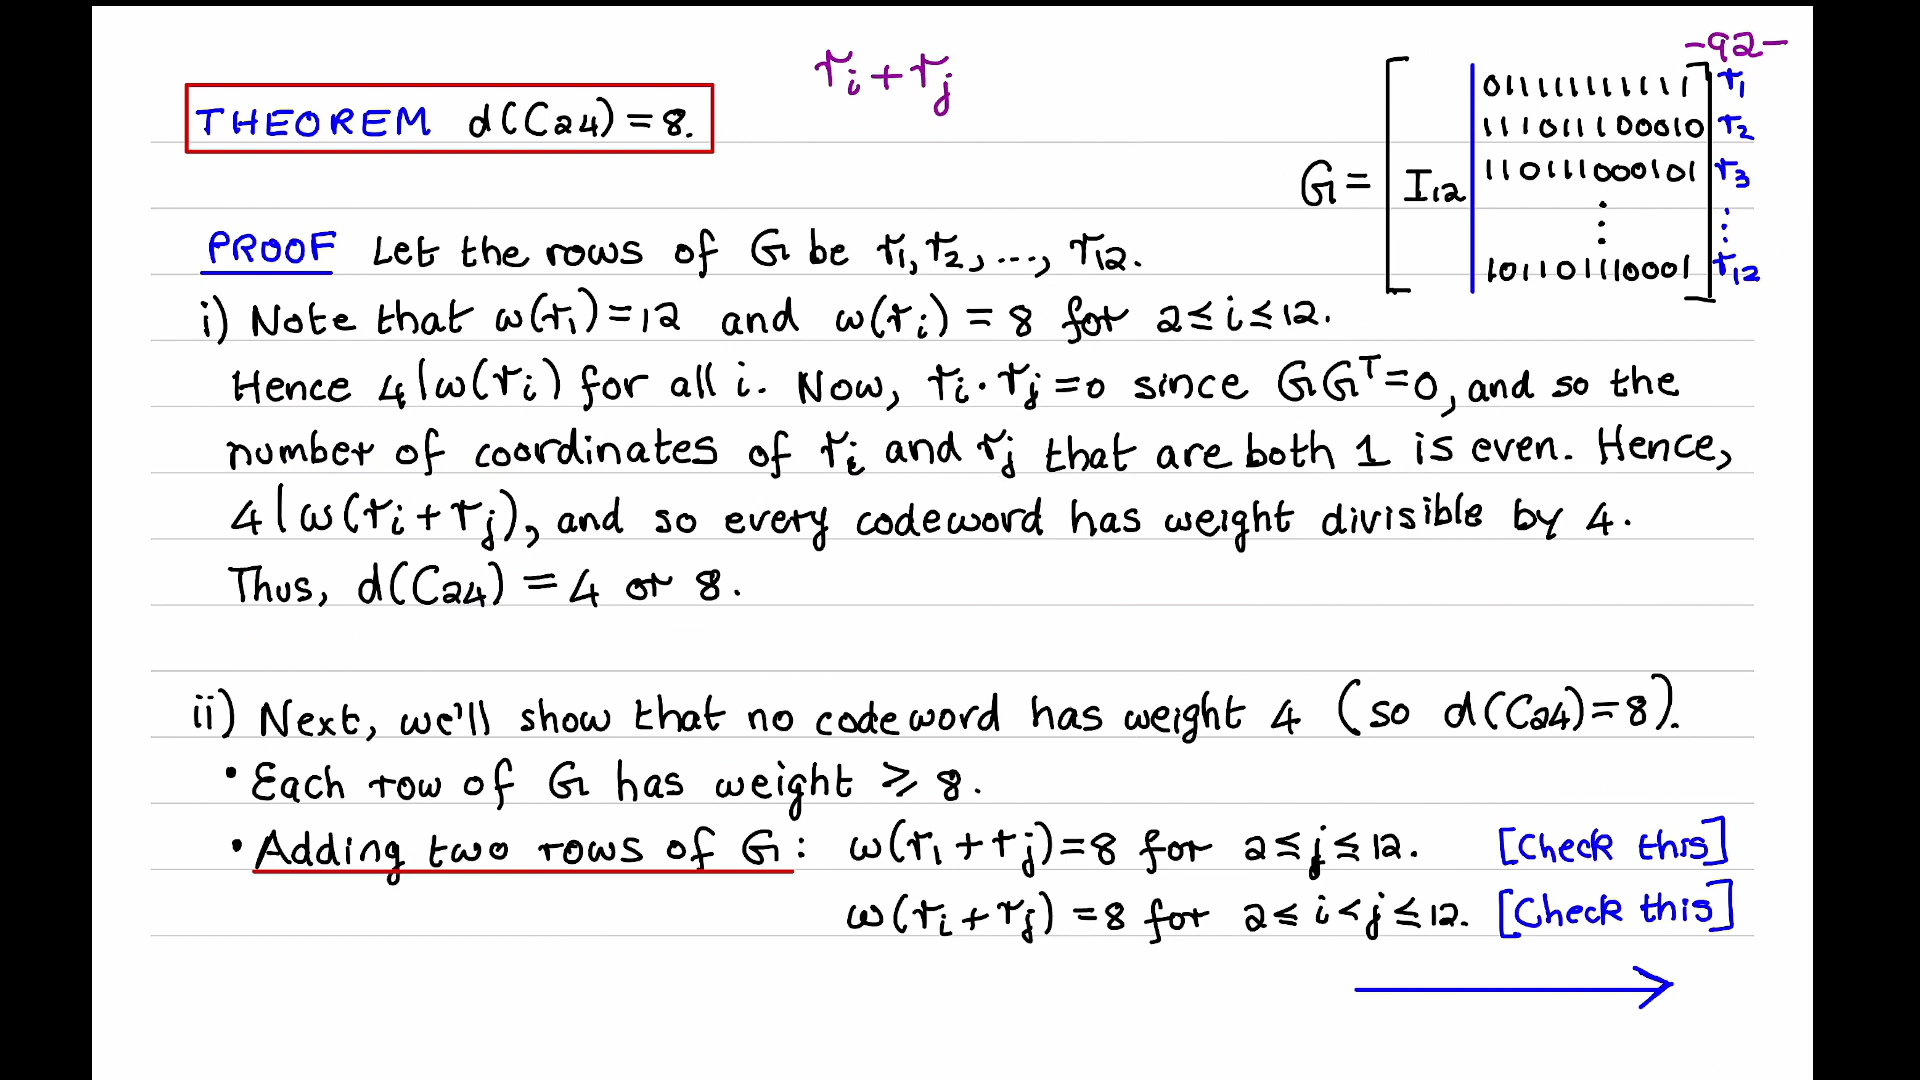 -92-
rᵢ + rⱼ
THEOREM d(C₂₄) = 8.
G = [ I₁₂ | 011111111111 ] r₁
111011100010 r₂
110111000101 r₃
⋮ ⋮
101101110001 r₁₂
PROOF Let the rows of G be r₁, r₂, ..., r₁₂.
i) Note that w(r₁) = 12 and w(rᵢ) = 8 for 2 ≤ i ≤ 12.
Hence 4 | w(rᵢ) for all i. Now, rᵢ · rⱼ = 0 since GGᵀ = 0, and so the
number of coordinates of rᵢ and rⱼ that are both 1 is even. Hence,
4 | w(rᵢ + rⱼ), and so every codeword has weight divisible by 4.
Thus, d(C₂₄) = 4 or 8.
ii) Next, we'll show that no codeword has weight 4 (so d(C₂₄) = 8).
• Each row of G has weight ≥ 8.
• Adding two rows of G: w(r₁ + rⱼ) = 8 for 2 ≤ j ≤ 12. [Check this]
w(rᵢ + rⱼ) = 8 for 2 ≤ i < j ≤ 12. [Check this]